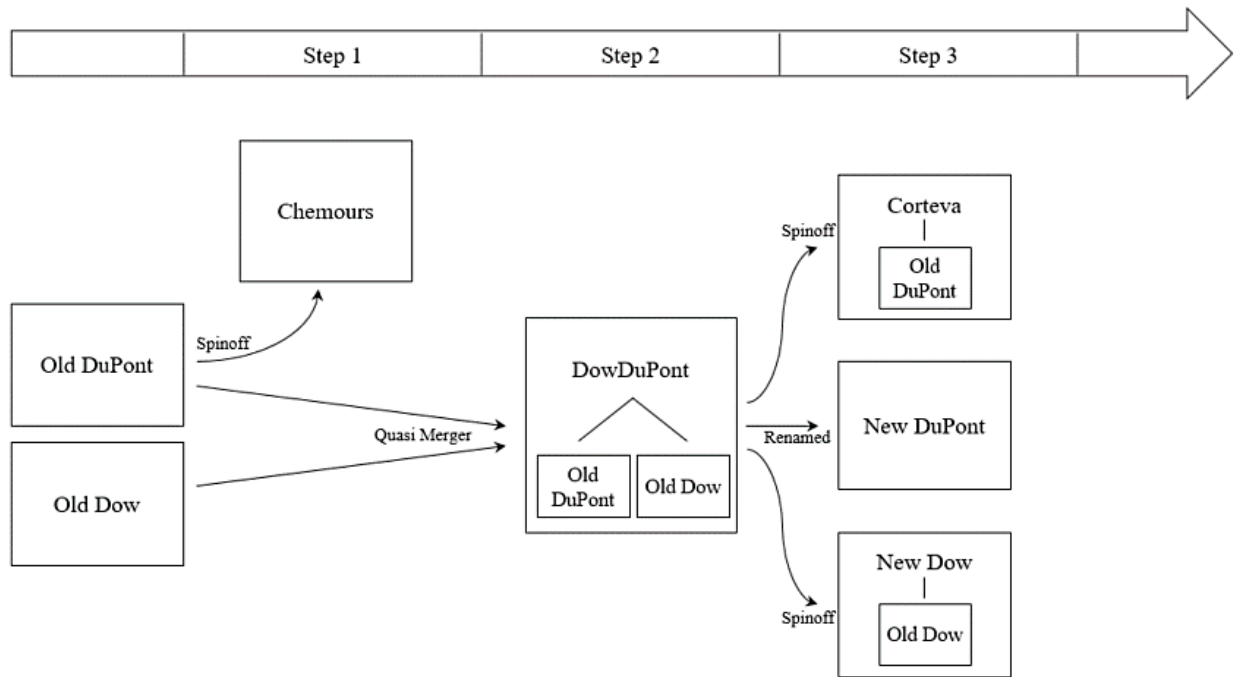 Step 1
Step 2
Step 3
Chemours
Corteva
Spinoff
Old
DuPont
Old DuPont
Spinoff
DowDuPont
New DuPont
Renamed
Quasi Merger
Old
DuPont
Old Dow
Old Dow
New Dow
Spinoff
Old Dow